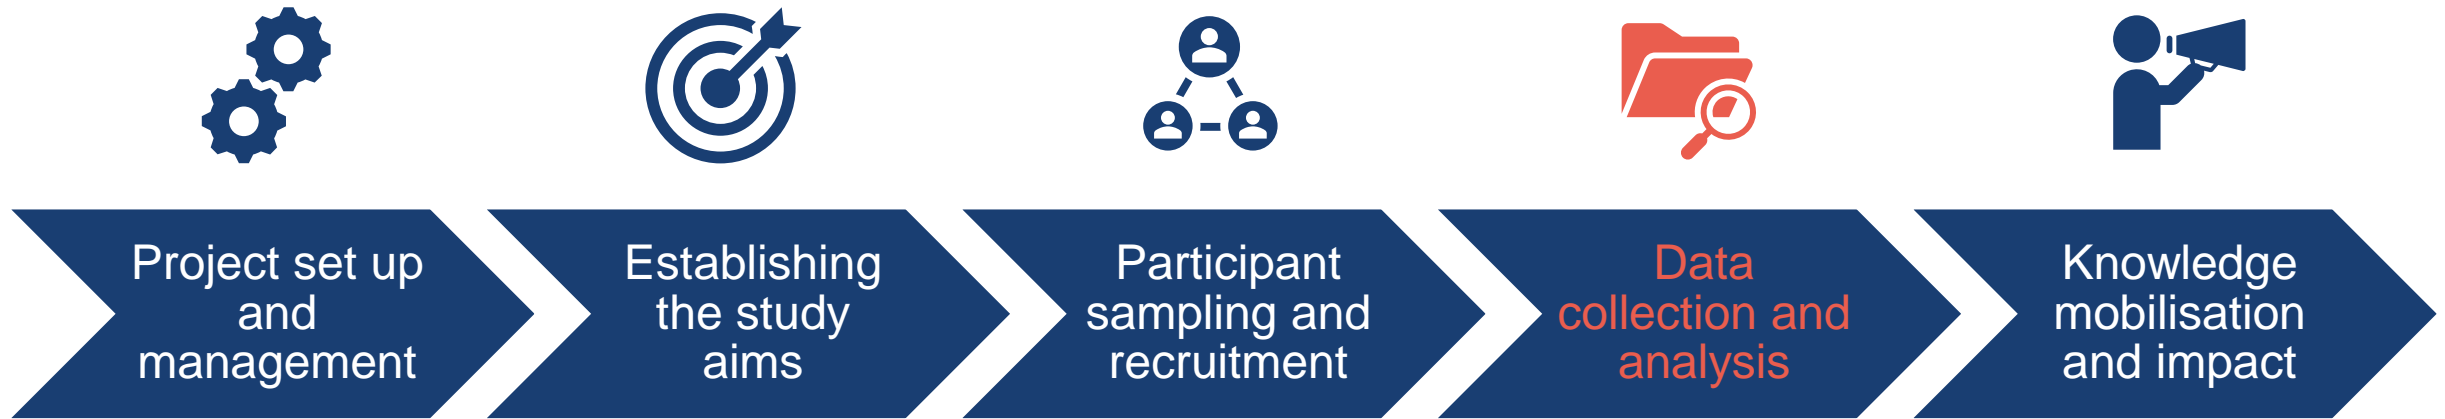 Project set up
and
management
Establishing
the study
aims
Participant
sampling and
recruitment
Data
collection and
analysis
Knowledge
mobilisation
and impact